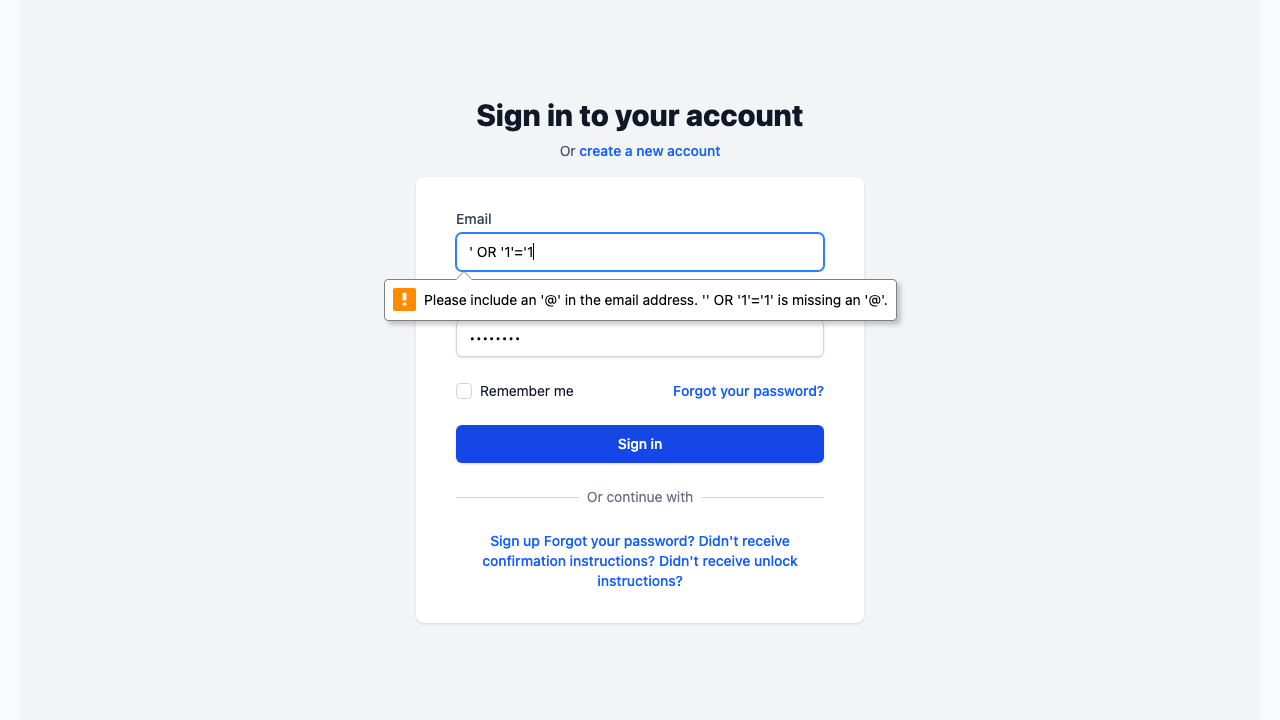 Sign in to your account
Or create a new account
Email
' OR '1'='1
Please include an '@' in the email address. '' OR '1'='1' is missing an '@'.
••••••••
Remember me
Forgot your password?
Sign in
Or continue with
Sign up Forgot your password? Didn't receive
confirmation instructions? Didn't receive unlock
instructions?